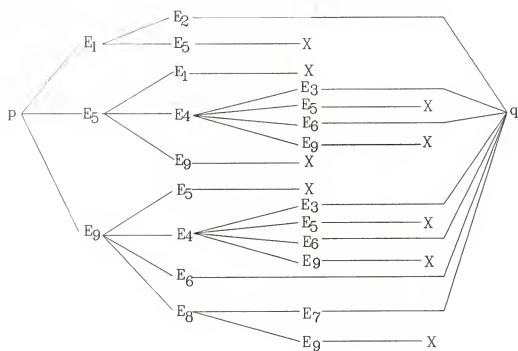 E2
E1 E5 X
E1 X
E3
p E5 E4 E5 X q
E6
E9 X
E9 X
E5 X
E3
E9 E4 E5 X
E6
E9 X
E6
E8 E7
E9 X